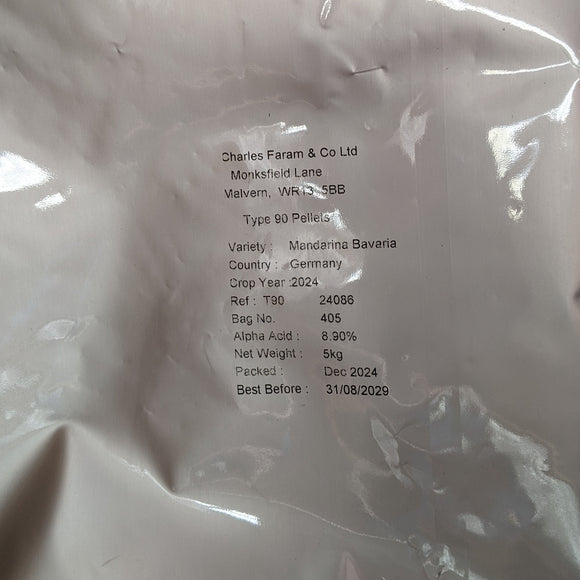 Charles Faram & Co Ltd
Monksfield Lane
Malvern, WR13 5BB
Type 90 Pellets
Variety : Mandarina Bavaria
Country : Germany
Crop Year :2024
Ref : T90 24086
Bag No. 405
Alpha Acid : 8.90%
Net Weight : 5kg
Packed : Dec 2024
Best Before : 31/08/2029